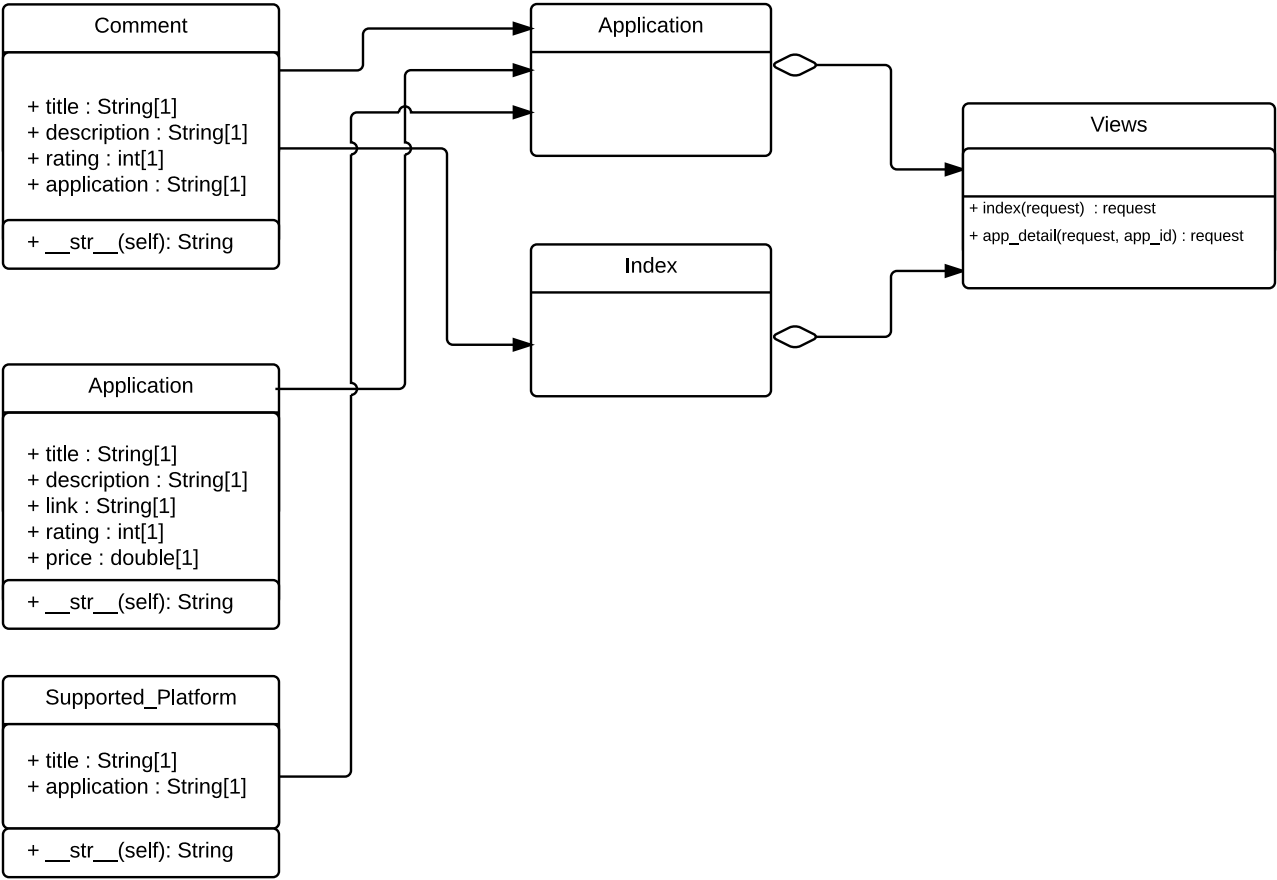 Comment
+ title : String[1]
+ description : String[1]
+ rating : int[1]
+ application : String[1]
+ __str__(self): String
Application
+ title : String[1]
+ description : String[1]
+ link : String[1]
+ rating : int[1]
+ price : double[1]
+ __str__(self): String
Supported_Platform
+ title : String[1]
+ application : String[1]
+ __str__(self): String
Application
Index
Views
+ index(request)  : request
+ app_detail(request, app_id) : request